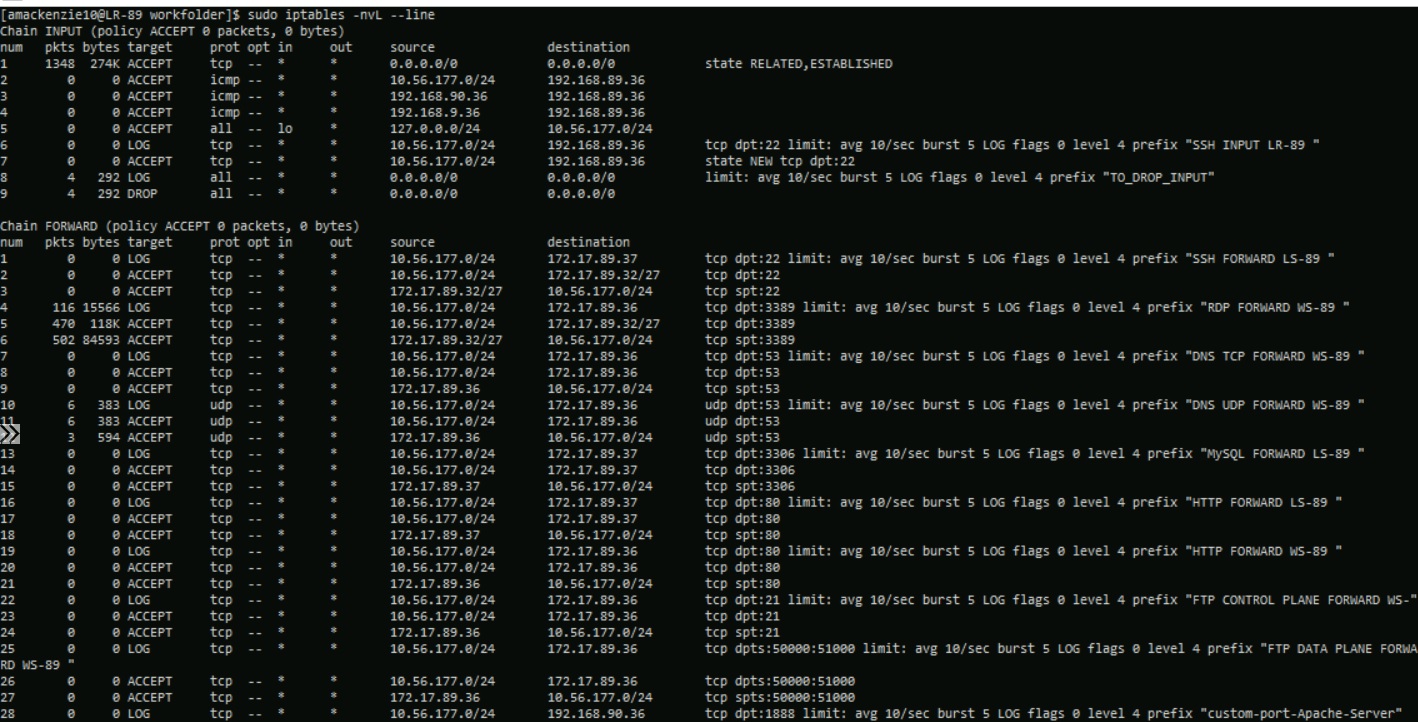 [amackenzie10@LR-89 workfolder]$ sudo iptables -nvL --line
Chain INPUT (policy ACCEPT 0 packets, 0 bytes)
num   pkts bytes target     prot opt in     out     source               destination
1     1348  274K ACCEPT     tcp  --  *      *       0.0.0.0/0            0.0.0.0/0            state RELATED,ESTABLISHED
2        0     0 ACCEPT     icmp --  *      *       10.56.177.0/24       192.168.89.36
3        0     0 ACCEPT     icmp --  *      *       192.168.90.36        192.168.89.36
4        0     0 ACCEPT     icmp --  *      *       192.168.9.36         192.168.89.36
5        0     0 ACCEPT     all  --  lo     *       127.0.0.0/24         10.56.177.0/24
6        0     0 LOG        tcp  --  *      *       10.56.177.0/24       192.168.89.36        tcp dpt:22 limit: avg 10/sec burst 5 LOG flags 0 level 4 prefix "SSH INPUT LR-89 "
7        0     0 ACCEPT     tcp  --  *      *       10.56.177.0/24       192.168.89.36        state NEW tcp dpt:22
8        4   292 LOG        all  --  *      *       0.0.0.0/0            0.0.0.0/0            limit: avg 10/sec burst 5 LOG flags 0 level 4 prefix "TO_DROP_INPUT"
9        4   292 DROP       all  --  *      *       0.0.0.0/0            0.0.0.0/0
Chain FORWARD (policy ACCEPT 0 packets, 0 bytes)
num   pkts bytes target     prot opt in     out     source               destination
1        0     0 LOG        tcp  --  *      *       10.56.177.0/24       172.17.89.37         tcp dpt:22 limit: avg 10/sec burst 5 LOG flags 0 level 4 prefix "SSH FORWARD LS-89 "
2        0     0 ACCEPT     tcp  --  *      *       10.56.177.0/24       172.17.89.32/27      tcp dpt:22
3        0     0 ACCEPT     tcp  --  *      *       172.17.89.32/27      10.56.177.0/24       tcp spt:22
4      116 15566 LOG        tcp  --  *      *       10.56.177.0/24       172.17.89.36         tcp dpt:3389 limit: avg 10/sec burst 5 LOG flags 0 level 4 prefix "RDP FORWARD WS-89 "
5      470  118K ACCEPT     tcp  --  *      *       10.56.177.0/24       172.17.89.32/27      tcp dpt:3389
6      502 84593 ACCEPT     tcp  --  *      *       172.17.89.32/27      10.56.177.0/24       tcp spt:3389
7        0     0 LOG        tcp  --  *      *       10.56.177.0/24       172.17.89.36         tcp dpt:53 limit: avg 10/sec burst 5 LOG flags 0 level 4 prefix "DNS TCP FORWARD WS-89 "
8        0     0 ACCEPT     tcp  --  *      *       10.56.177.0/24       172.17.89.36         tcp dpt:53
9        0     0 ACCEPT     tcp  --  *      *       172.17.89.36         10.56.177.0/24       tcp spt:53
10       6   383 LOG        udp  --  *      *       10.56.177.0/24       172.17.89.36         udp dpt:53 limit: avg 10/sec burst 5 LOG flags 0 level 4 prefix "DNS UDP FORWARD WS-89 "
11       6   383 ACCEPT     udp  --  *      *       10.56.177.0/24       172.17.89.36         udp dpt:53
3   594 ACCEPT     udp  --  *      *       172.17.89.36         10.56.177.0/24       udp spt:53
13       0     0 LOG        tcp  --  *      *       10.56.177.0/24       172.17.89.37         tcp dpt:3306 limit: avg 10/sec burst 5 LOG flags 0 level 4 prefix "MySQL FORWARD LS-89 "
14       0     0 ACCEPT     tcp  --  *      *       10.56.177.0/24       172.17.89.37         tcp dpt:3306
15       0     0 ACCEPT     tcp  --  *      *       172.17.89.37         10.56.177.0/24       tcp spt:3306
16       0     0 LOG        tcp  --  *      *       10.56.177.0/24       172.17.89.37         tcp dpt:80 limit: avg 10/sec burst 5 LOG flags 0 level 4 prefix "HTTP FORWARD LS-89 "
17       0     0 ACCEPT     tcp  --  *      *       10.56.177.0/24       172.17.89.37         tcp dpt:80
18       0     0 ACCEPT     tcp  --  *      *       172.17.89.37         10.56.177.0/24       tcp spt:80
19       0     0 LOG        tcp  --  *      *       10.56.177.0/24       172.17.89.36         tcp dpt:80 limit: avg 10/sec burst 5 LOG flags 0 level 4 prefix "HTTP FORWARD WS-89 "
20       0     0 ACCEPT     tcp  --  *      *       10.56.177.0/24       172.17.89.36         tcp dpt:80
21       0     0 ACCEPT     tcp  --  *      *       172.17.89.36         10.56.177.0/24       tcp spt:80
22       0     0 LOG        tcp  --  *      *       10.56.177.0/24       172.17.89.36         tcp dpt:21 limit: avg 10/sec burst 5 LOG flags 0 level 4 prefix "FTP CONTROL PLANE FORWARD WS-"
23       0     0 ACCEPT     tcp  --  *      *       10.56.177.0/24       172.17.89.36         tcp dpt:21
24       0     0 ACCEPT     tcp  --  *      *       172.17.89.36         10.56.177.0/24       tcp spt:21
25       0     0 LOG        tcp  --  *      *       10.56.177.0/24       172.17.89.36         tcp dpts:50000:51000 limit: avg 10/sec burst 5 LOG flags 0 level 4 prefix "FTP DATA PLANE FORWA
RD WS-89 "
26       0     0 ACCEPT     tcp  --  *      *       10.56.177.0/24       172.17.89.36         tcp dpts:50000:51000
27       0     0 ACCEPT     tcp  --  *      *       172.17.89.36         10.56.177.0/24       tcp spts:50000:51000
28       0     0 LOG        tcp  --  *      *       10.56.177.0/24       192.168.90.36        tcp dpt:1888 limit: avg 10/sec burst 5 LOG flags 0 level 4 prefix "custom-port-Apache-Server"